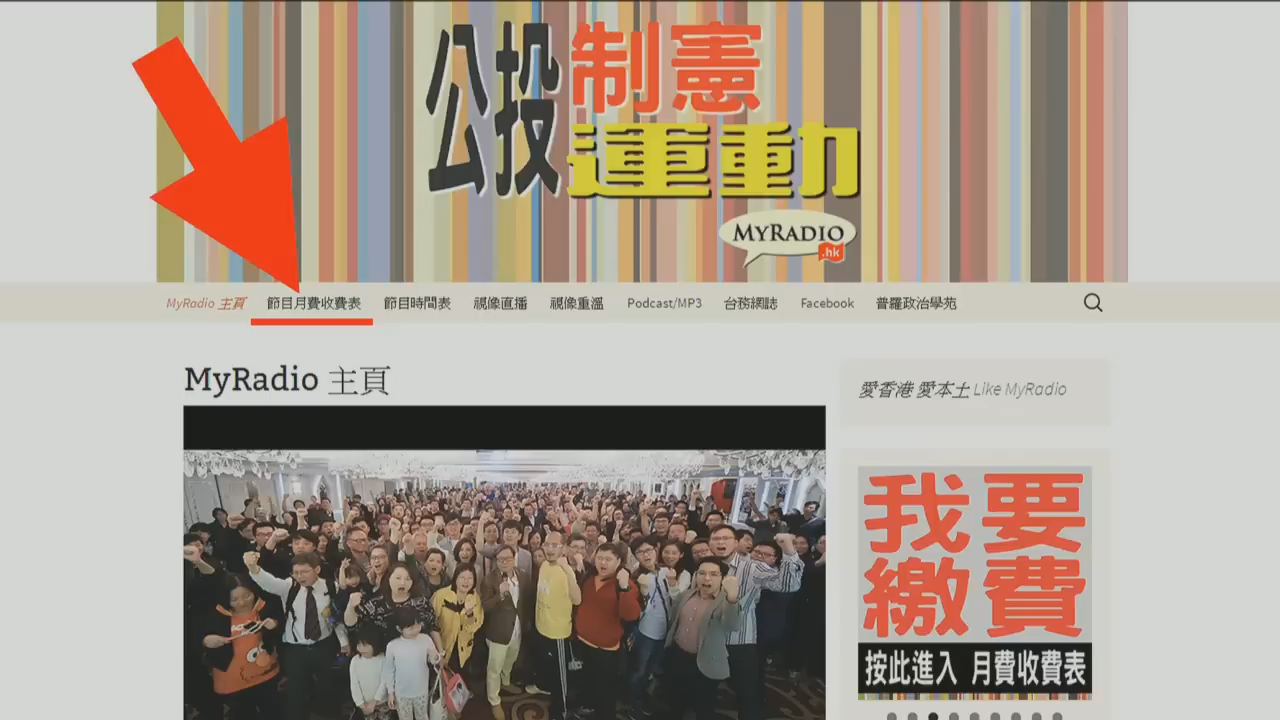 公投制憲
運動
MYRADIO
.hk
MyRadio 主頁 節目月費收費表 節目時間表 視像直播 視像重溫 Podcast/MP3 台務網誌 Facebook 普羅政治學苑
MyRadio 主頁
愛香港 愛本土 Like MyRadio
我要
繳費
按此進入 月費收費表